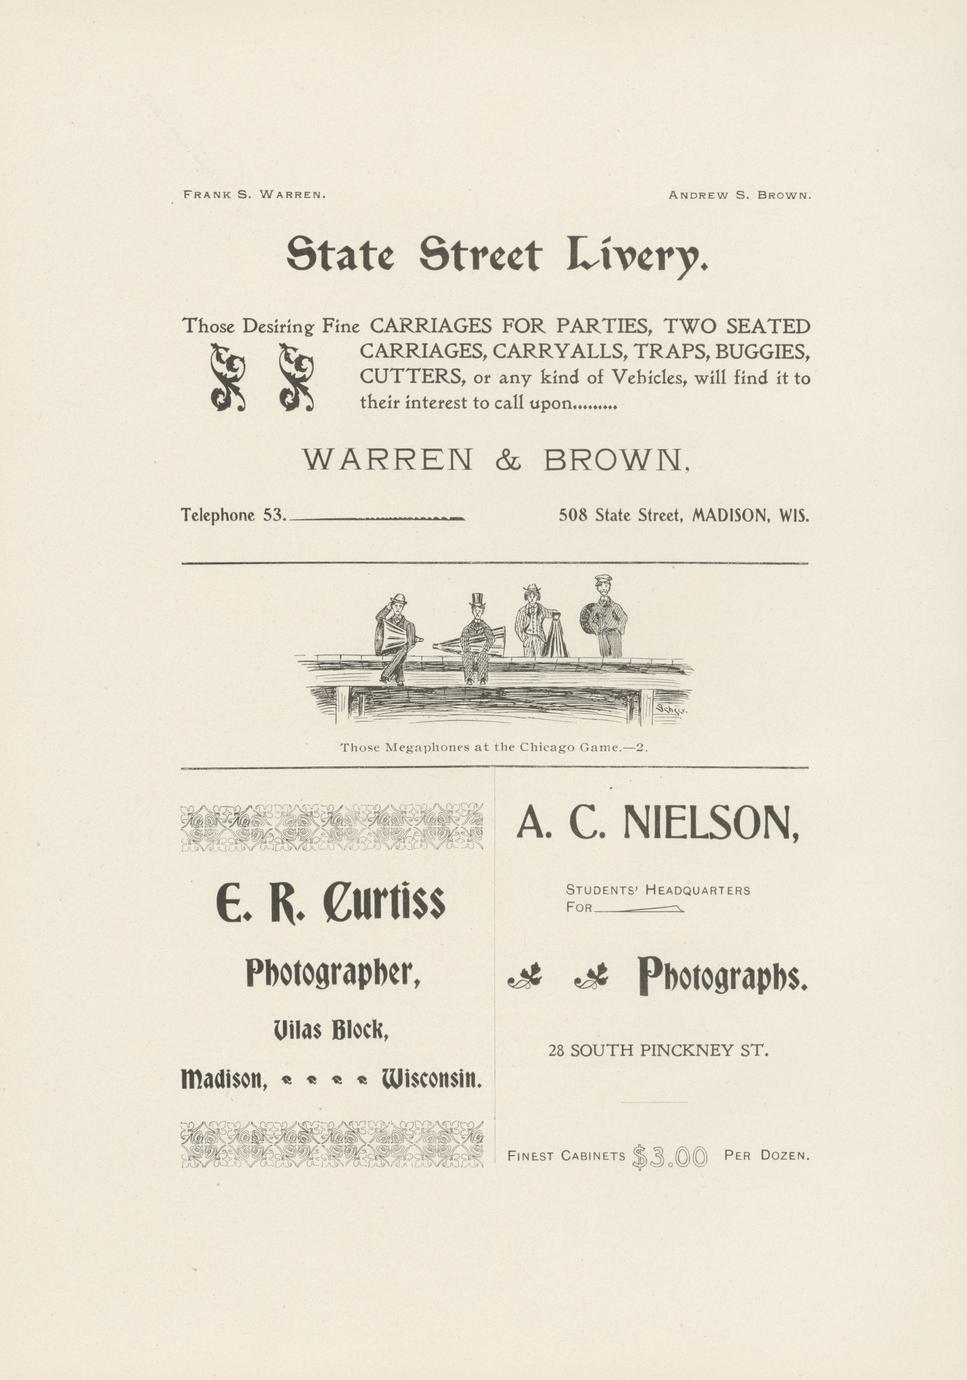 FRANK S. WARREN.
ANDREW S. BROWN.
State Street Livery.
Those Desiring Fine CARRIAGES FOR PARTIES, TWO SEATED
CARRIAGES, CARRYALLS, TRAPS, BUGGIES,
CUTTERS, or any kind of Vehicles, will find it to
their interest to call upon.........
WARREN & BROWN,
Telephone 53.
508 State Street, MADISON, WIS.
Those Megaphones at the Chicago Game.—2.
E. R. Curtiss
Photographer,
Vilas Block,
Madison, Wisconsin.
A. C. NIELSON,
STUDENTS' HEADQUARTERS
FOR
Photographs.
28 SOUTH PINCKNEY ST.
FINEST CABINETS $3.00 PER DOZEN.